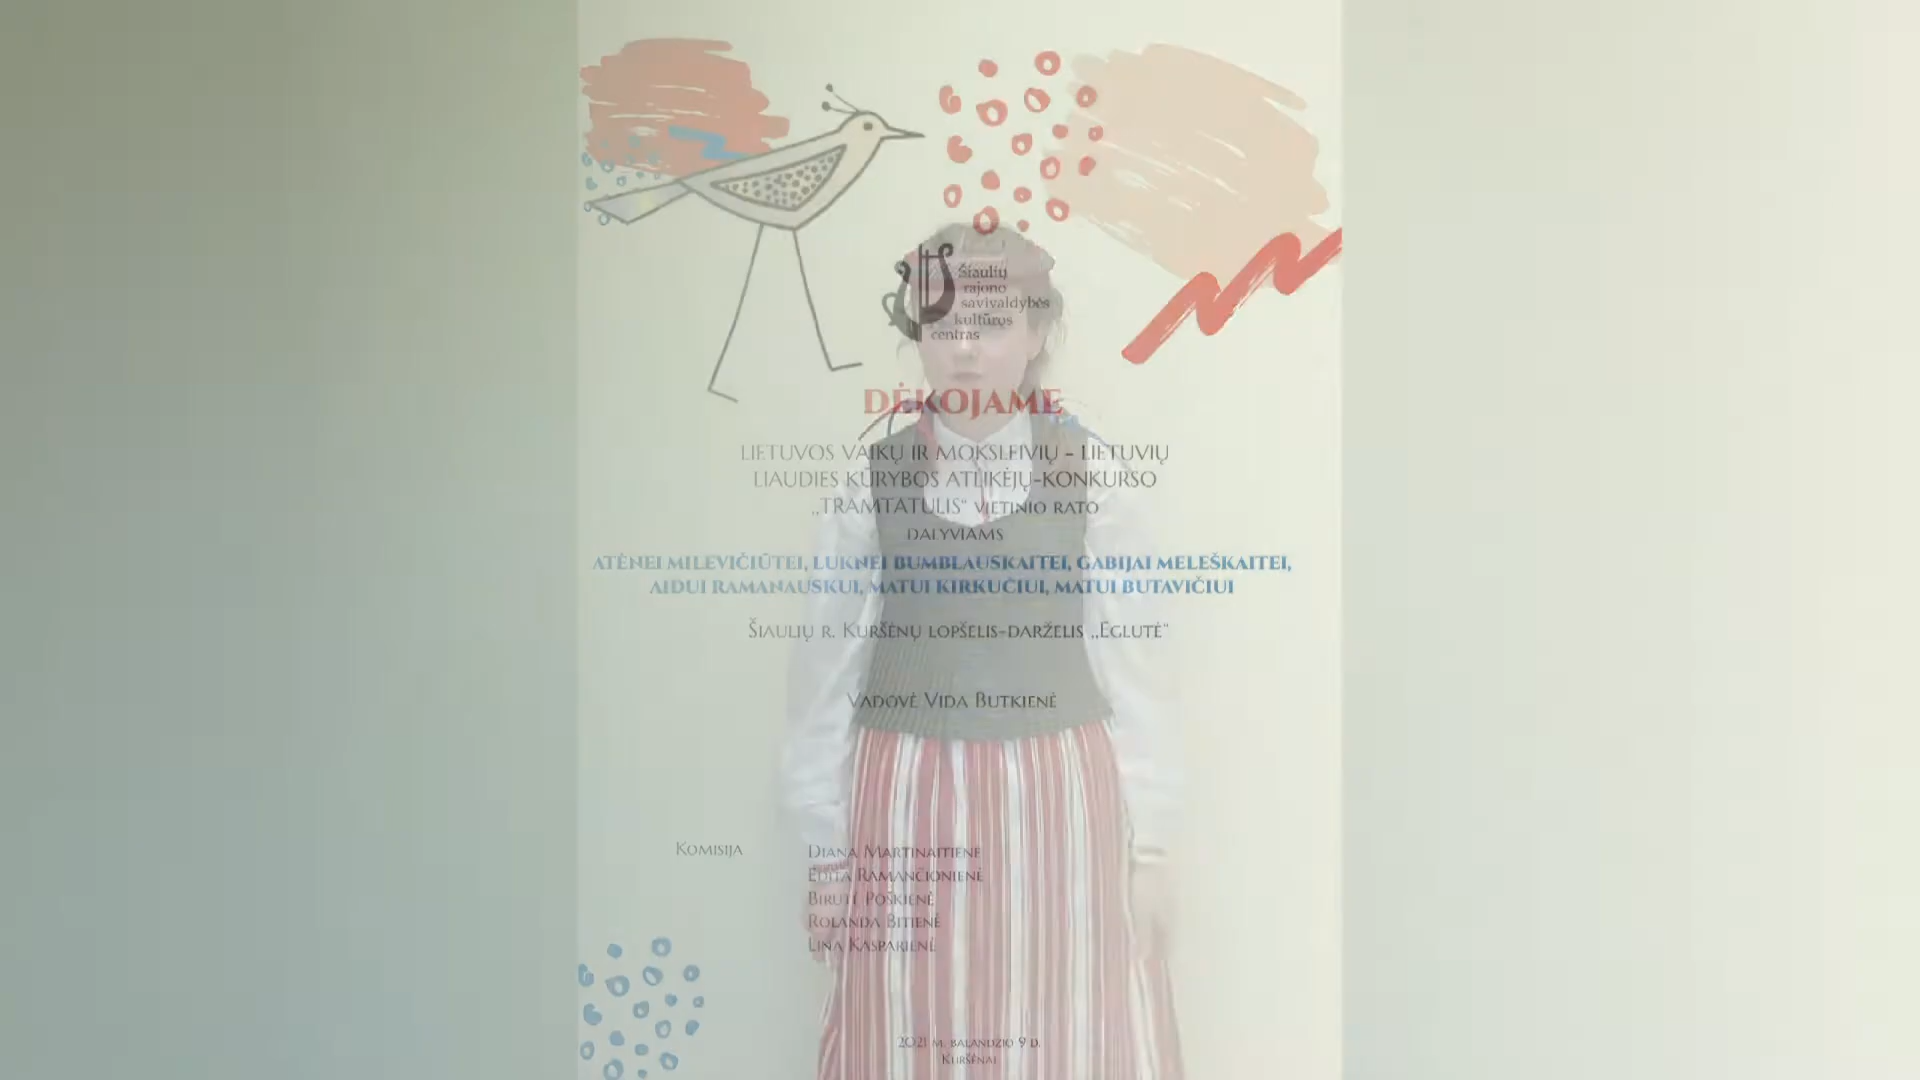 Šiaulių
rajono
savivaldybės
kultūros
centras
DĖKOJAME
LIETUVOS VAIKŲ IR MOKSLEIVIŲ - LIETUVIŲ
LIAUDIES KŪRYBOS ATLIKĖJŲ-KONKURSO
„TRAMTATULIS“ VIETINIO RATO
DALYVIAMS
ATĖNEI MILEVIČIŪTEI, LUKNEI BUMBLAUSKAITEI, GABIJAI MELEŠKAITEI,
AIDUI RAMANAUSKUI, MATUI KIRKUČIUI, MATUI BUTAVIČIUI
ŠIAULIŲ R. KURŠĖNŲ LOPŠELIS-DARŽELIS „EGLUTĖ“
VADOVĖ VIDA BUTKIENĖ
KOMISIJA
DIANA MARTINAITIENĖ
EDITA RAMANČIONIENĖ
BIRUTĖ POŠKIENĖ
ROLANDA BITIENĖ
LINA KASPARIENĖ
2021 M. BALANDŽIO 9 D.
KURŠĖNAI